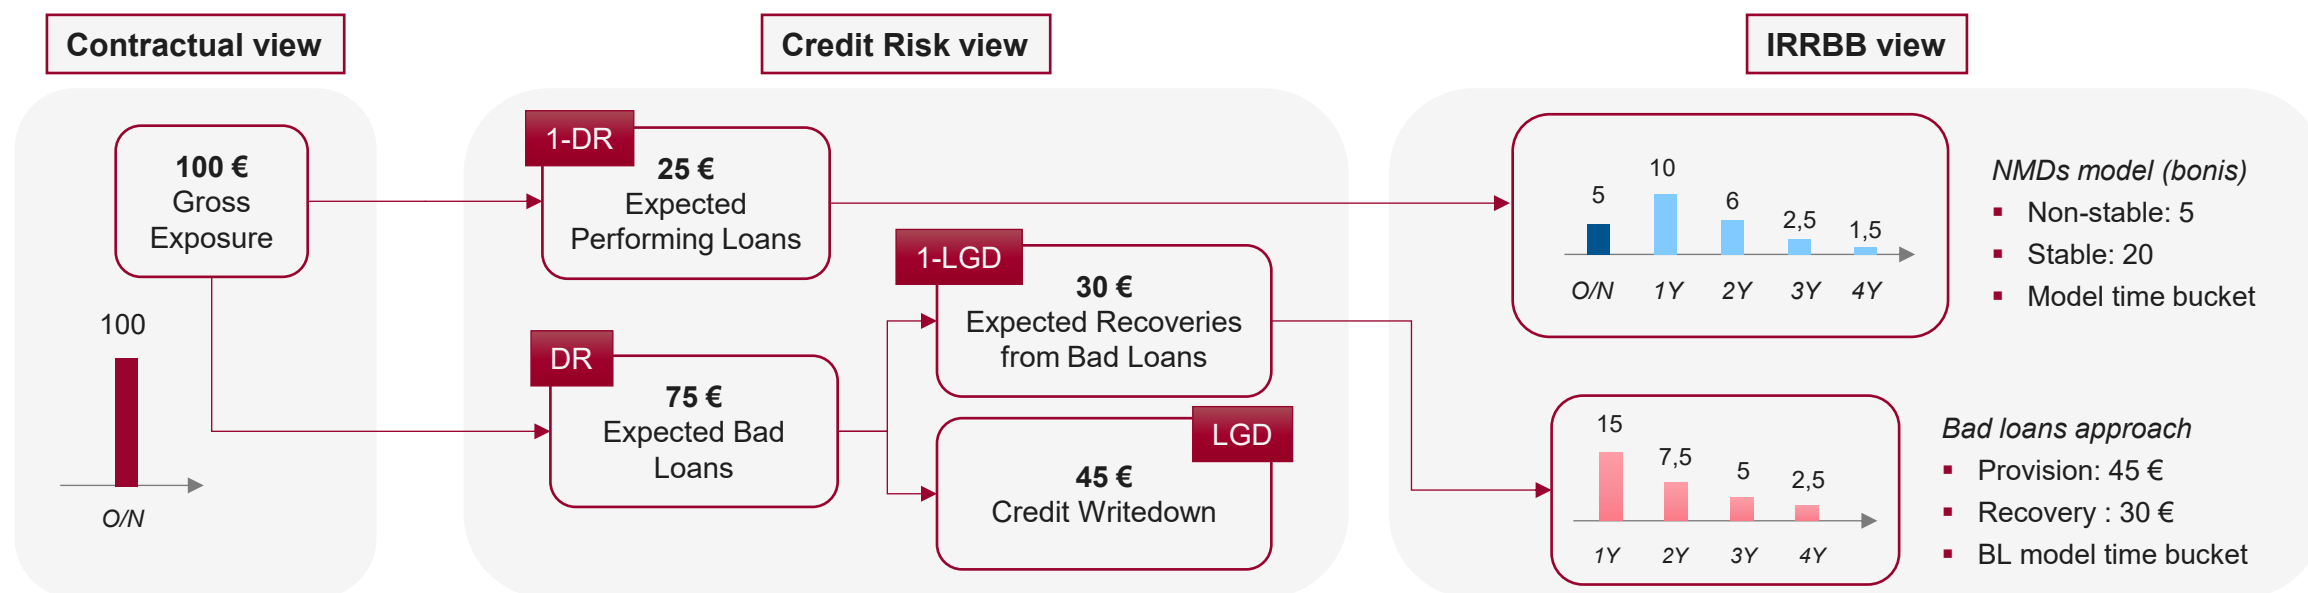 Contractual view
100 €
Gross
Exposure
100
O/N
Credit Risk view
1-DR
25 €
Expected
Performing Loans
DR
75 €
Expected Bad
Loans
1-LGD
30 €
Expected Recoveries
from Bad Loans
LGD
45 €
Credit Writedown
IRRBB view
5
10
6
2,5
1,5
O/N
1Y
2Y
3Y
4Y
NMDs model (bonis)
▪ Non-stable: 5
▪ Stable: 20
▪ Model time bucket
15
7,5
5
2,5
1Y
2Y
3Y
4Y
Bad loans approach
▪ Provision: 45 €
▪ Recovery : 30 €
▪ BL model time bucket